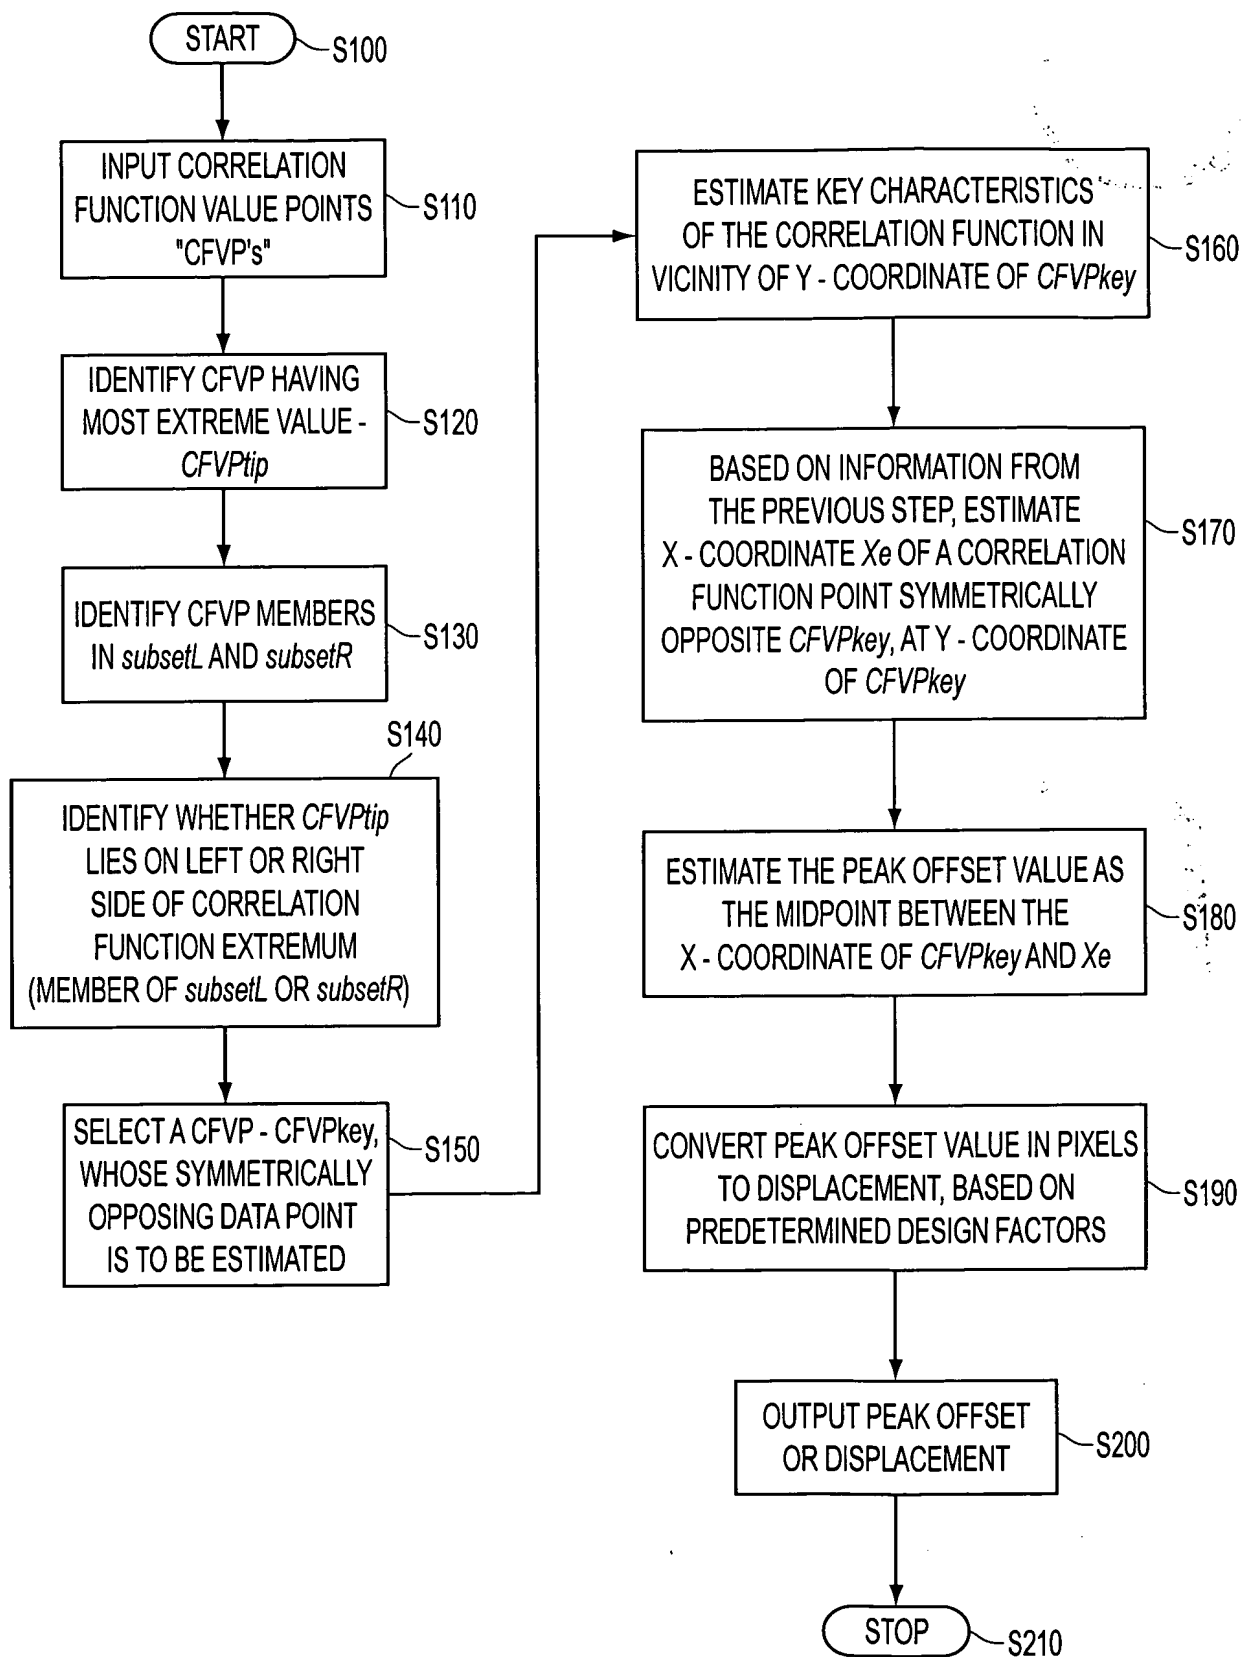 START
S100
INPUT CORRELATION
FUNCTION VALUE POINTS
"CFVP's"
S110
IDENTIFY CFVP HAVING
MOST EXTREME VALUE -
CFVPtip
S120
IDENTIFY CFVP MEMBERS
IN subsetL AND subsetR
S130
S140
IDENTIFY WHETHER CFVPtip
LIES ON LEFT OR RIGHT
SIDE OF CORRELATION
FUNCTION EXTREMUM
(MEMBER OF subsetL OR subsetR)
SELECT A CFVP - CFVPkey,
WHOSE SYMMETRICALLY
OPPOSING DATA POINT
IS TO BE ESTIMATED
S150
ESTIMATE KEY CHARACTERISTICS
OF THE CORRELATION FUNCTION IN
VICINITY OF Y - COORDINATE OF CFVPkey
S160
BASED ON INFORMATION FROM
THE PREVIOUS STEP, ESTIMATE
X - COORDINATE Xe OF A CORRELATION
FUNCTION POINT SYMMETRICALLY
OPPOSITE CFVPkey, AT Y - COORDINATE
OF CFVPkey
S170
ESTIMATE THE PEAK OFFSET VALUE AS
THE MIDPOINT BETWEEN THE
X - COORDINATE OF CFVPkey AND Xe
S180
CONVERT PEAK OFFSET VALUE IN PIXELS
TO DISPLACEMENT, BASED ON
PREDETERMINED DESIGN FACTORS
S190
OUTPUT PEAK OFFSET
OR DISPLACEMENT
S200
STOP
S210